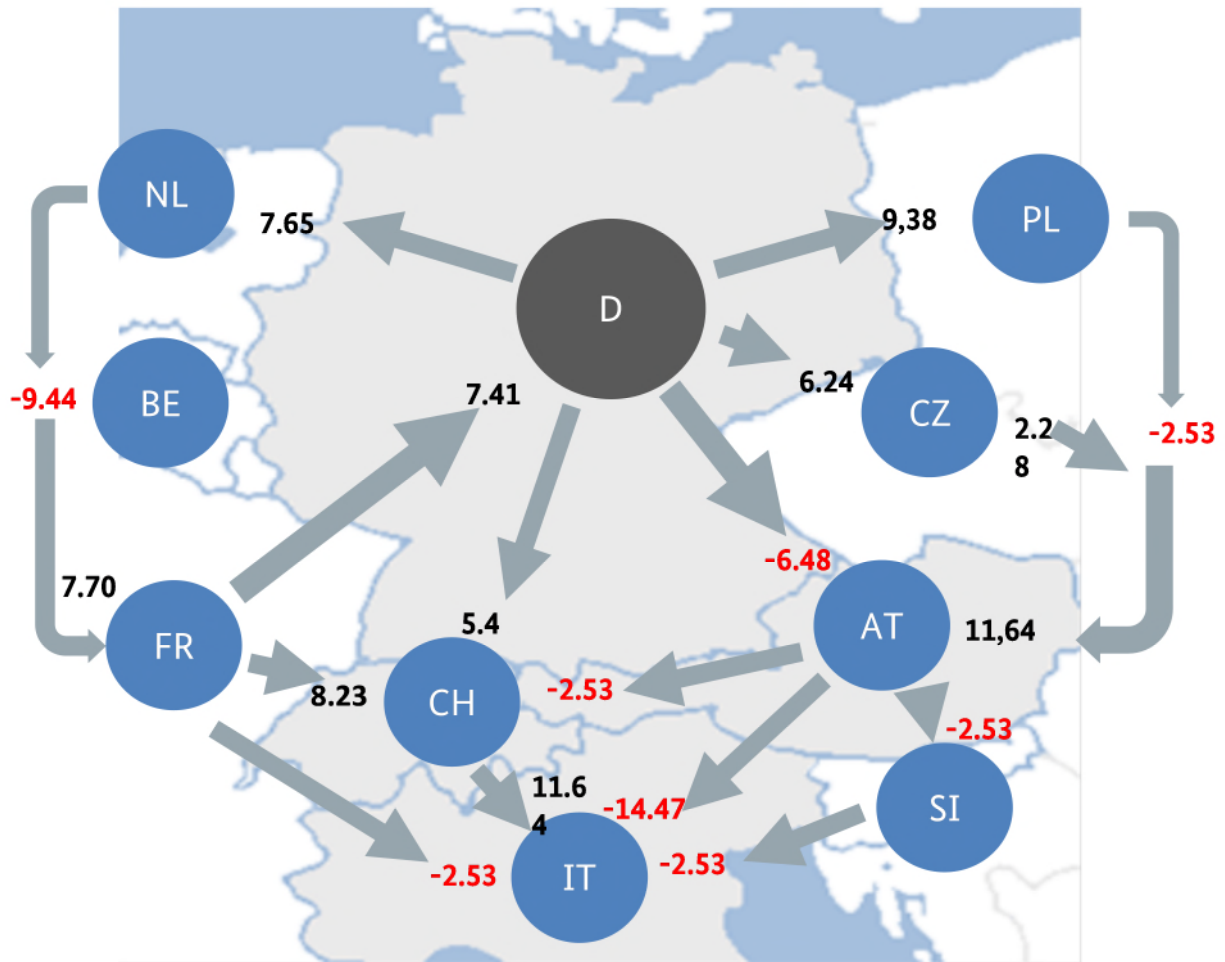 NL
PL
7.65
9,38
D
-9.44
BE
7.41
6.24
CZ
2.2
8
-2.53
-6.48
7.70
FR
5.4
AT
11,64
8.23
CH
-2.53
-2.53
11.6
4
-14.47
SI
-2.53
IT
-2.53